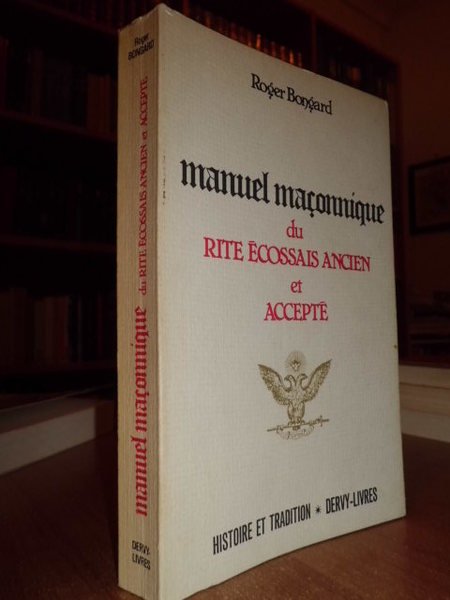 Roger Bongard
manuel maçonnique
du
RITE ÉCOSSAIS ANCIEN
et
ACCEPTÉ
HISTOIRE ET TRADITION * DERVY-LIVRES
Roger
BONGARD
manuel maçonnique du RITE ÉCOSSAIS ANCIEN et ACCEPTÉ
DERVY-
LIVRES